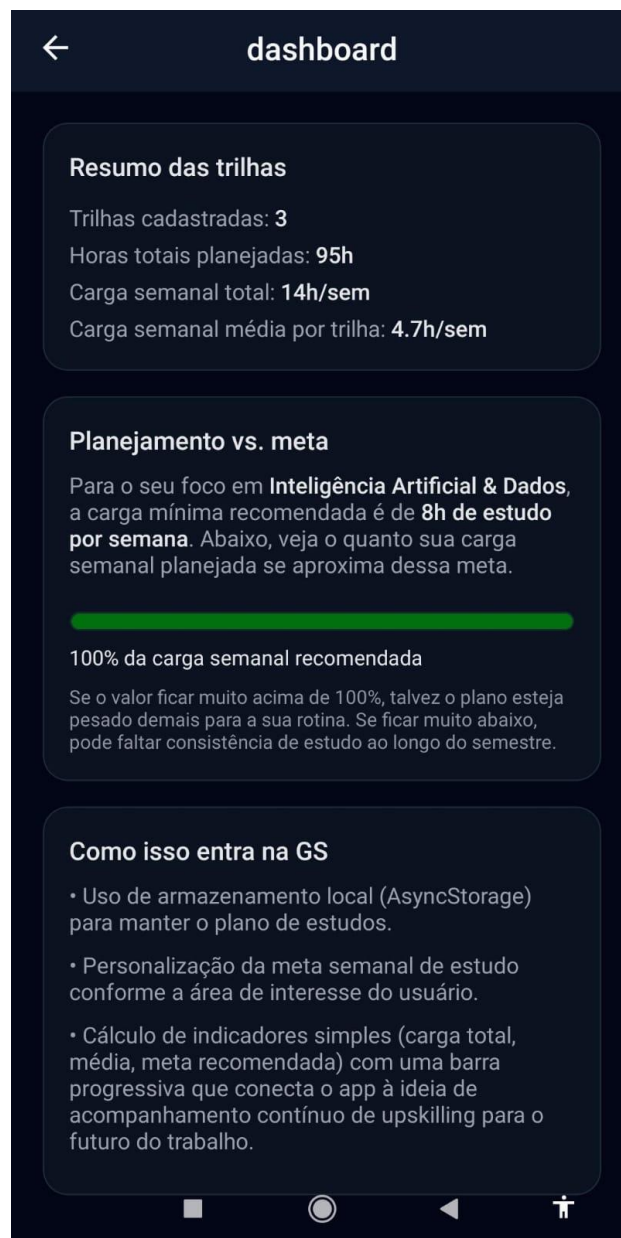 dashboard
Resumo das trilhas
Trilhas cadastradas: 3
Horas totais planejadas: 95h
Carga semanal total: 14h/sem
Carga semanal média por trilha: 4.7h/sem
Planejamento vs. meta
Para o seu foco em Inteligência Artificial & Dados,
a carga mínima recomendada é de 8h de estudo
por semana. Abaixo, veja o quanto sua carga
semanal planejada se aproxima dessa meta.
100% da carga semanal recomendada
Se o valor ficar muito acima de 100%, talvez o plano esteja
pesado demais para a sua rotina. Se ficar muito abaixo,
pode faltar consistência de estudo ao longo do semestre.
Como isso entra na GS
• Uso de armazenamento local (AsyncStorage)
para manter o plano de estudos.
• Personalização da meta semanal de estudo
conforme a área de interesse do usuário.
• Cálculo de indicadores simples (carga total,
média, meta recomendada) com uma barra
progressiva que conecta o app à ideia de
acompanhamento contínuo de upskilling para o
futuro do trabalho.